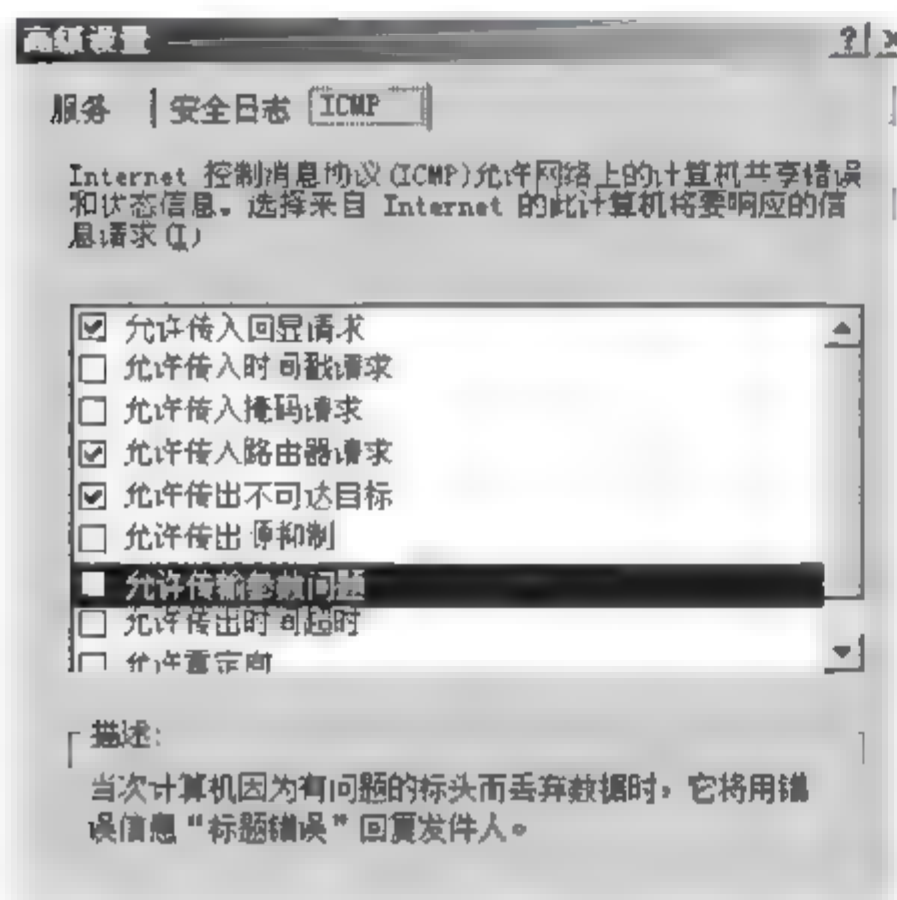 高级设置
服务 安全日志 ICMP
Internet 控制消息协议(ICMP)允许网络上的计算机共享错误
和状态信息。选择来自 Internet 的此计算机将要响应的信
息请求(I)
允许传入回显请求
允许传入时间戳请求
允许传入掩码请求
允许传入路由器请求
允许传出不可达目标
允许传出源抑制
允许传输参数问题
允许传出时间超时
允许重定向
描述:
当次计算机因为有问题的标头而丢弃数据时，它将用错
误信息“标题错误”回复发件人。